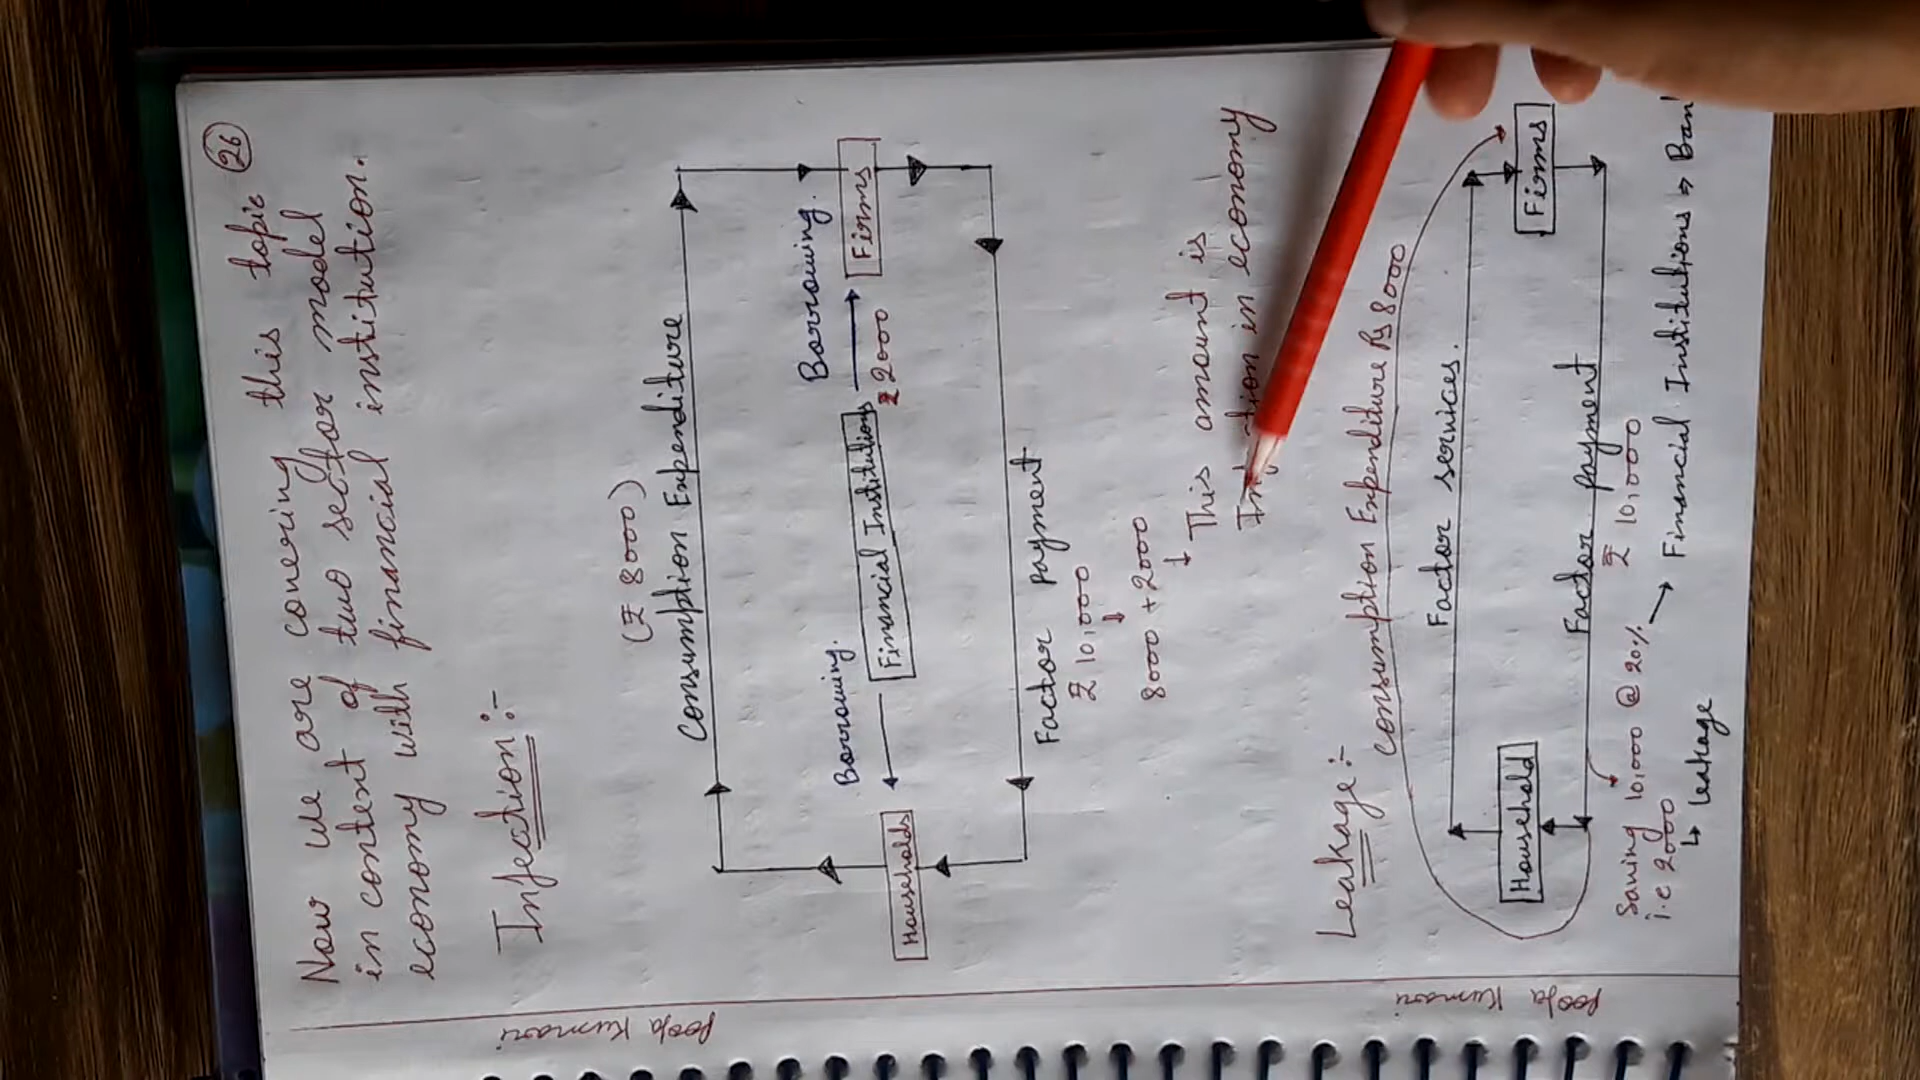 26
Now we are covering this topic
in content of two sector model
economy with financial institution.
Injection:-
(₹ 8000)
Consumption Expenditure
Borrowing.
Borrowing.
Households
Financial Institutions
Firms
₹ 2000
Factor payment
₹ 10,000
↓
8000 + 2000
↓
This amount is
in economy
Leakage:-
Consumption Expenditure Rs 8000
Factor services.
Household
Firms
Factor payment
₹ 10,000
Saving 10,000 @ 20% → Financial Institutions ⇒
i.e 2000
↳ leakage
Pooja Kumari
Pooja Kumari